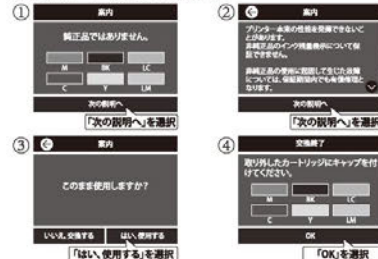 ① 案内
純正品ではありません。
M BK LC
C Y LM
次の説明へ
「次の説明へ」を選択
② 案内
プリンター本来の性能を発揮できないことがあります。
非純正品のインク残量表示について保証できません。
非純正品の使用に起因して生じた故障については、保証期間内でも有償修理となります。
次の説明へ
「次の説明へ」を選択
③ 案内
このまま使用しますか?
いいえ、交換する はい、使用する
「はい、使用する」を選択
④ 交換終了
取り外したカートリッジにキャップを付けてください。
M BK LC
C Y LM
OK
「OK」を選択